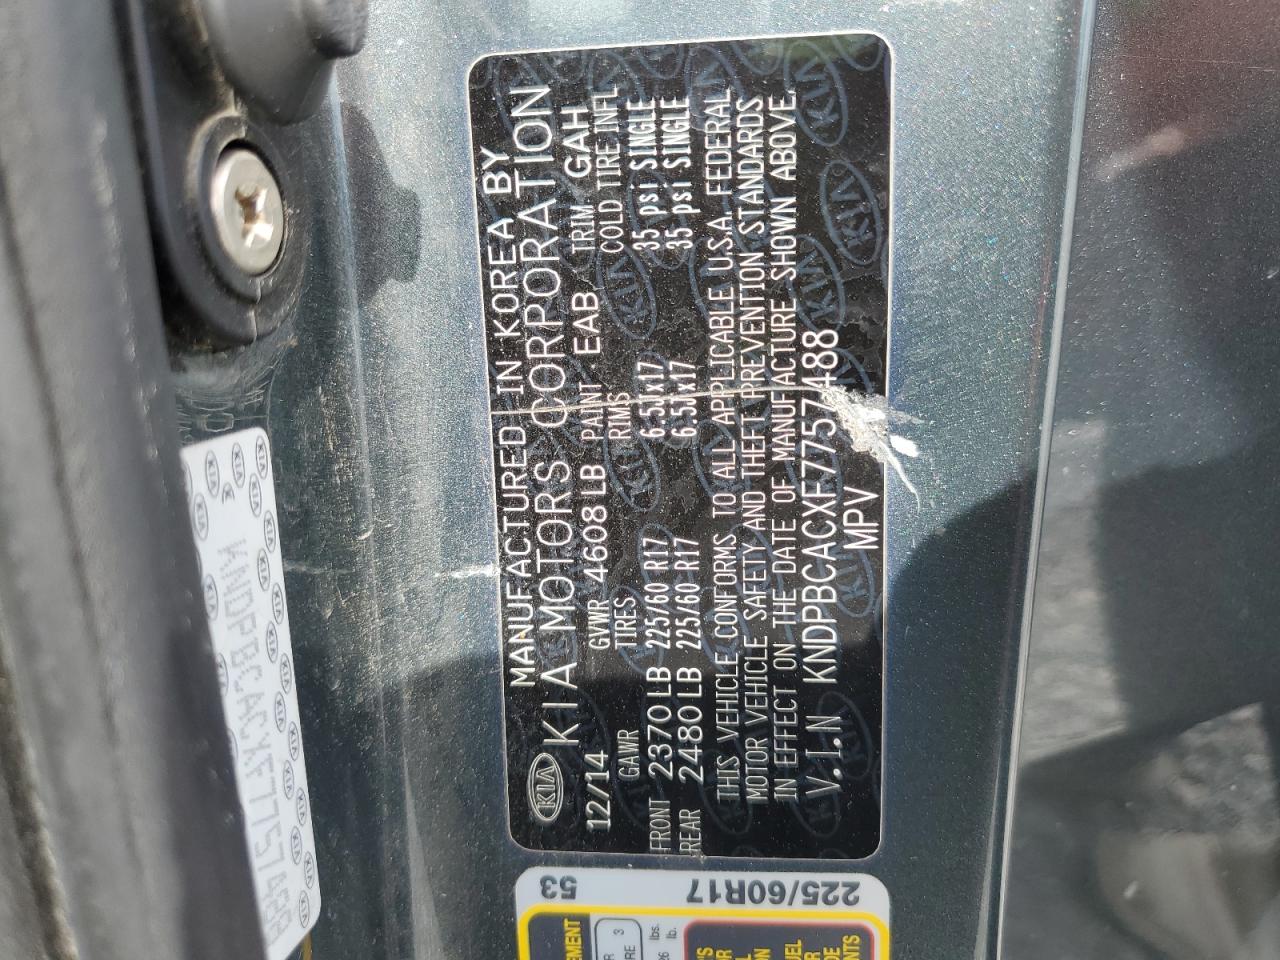 MANUFACTURED IN KOREA BY
KIA KIA MOTORS CORPORATION
12/14 GVWR 4608 LB PAINT EAB TRIM GAH
GAWR TIRES RIMS COLD TIRE INFL
FRONT 2370 LB 225/60 R17 6.5Jx17 35 psi SINGLE
REAR 2480 LB 225/60 R17 6.5Jx17 35 psi SINGLE
THIS VEHICLE CONFORMS TO ALL APPLICABLE U.S.A. FEDERAL
MOTOR VEHICLE SAFETY AND THEFT PREVENTION STANDARDS
IN EFFECT ON THE DATE OF MANUFACTURE SHOWN ABOVE.
V.I.N KNDPBCACXF7757488
MPV
53
225/60R17